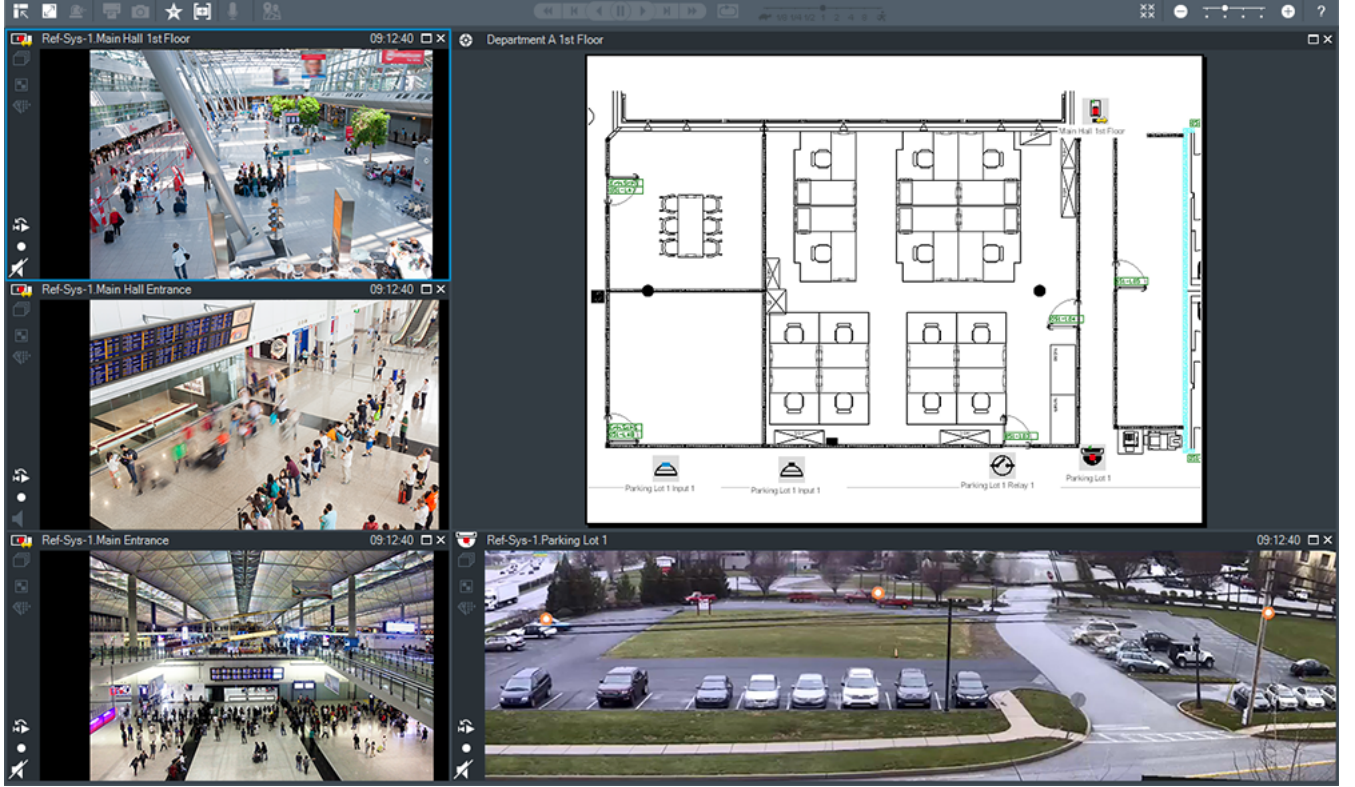 ?
Ref-Sys-1.Main Hall 1st Floor 09:12:40
Department A 1st Floor
Main Hall 1st Floor
Ref-Sys-1.Main Hall Entrance 09:12:40
Parking Lot 1 Input 1
Parking Lot 1 Input 1
Parking Lot 1 Relay 1
Parking Lot 1
Ref-Sys-1.Main Entrance 09:12:40
Ref-Sys-1.Parking Lot 1 09:12:40